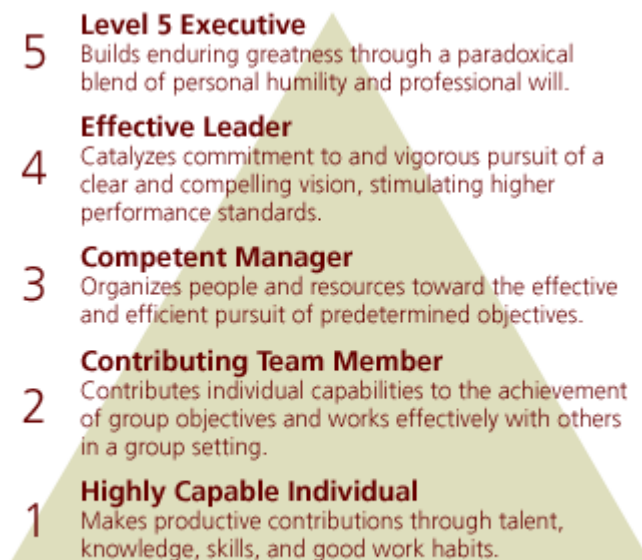 5
Level 5 Executive
Builds enduring greatness through a paradoxical
blend of personal humility and professional will.
4
Effective Leader
Catalyzes commitment to and vigorous pursuit of a
clear and compelling vision, stimulating higher
performance standards.
3
Competent Manager
Organizes people and resources toward the effective
and efficient pursuit of predetermined objectives.
2
Contributing Team Member
Contributes individual capabilities to the achievement
of group objectives and works effectively with others
in a group setting.
1
Highly Capable Individual
Makes productive contributions through talent,
knowledge, skills, and good work habits.